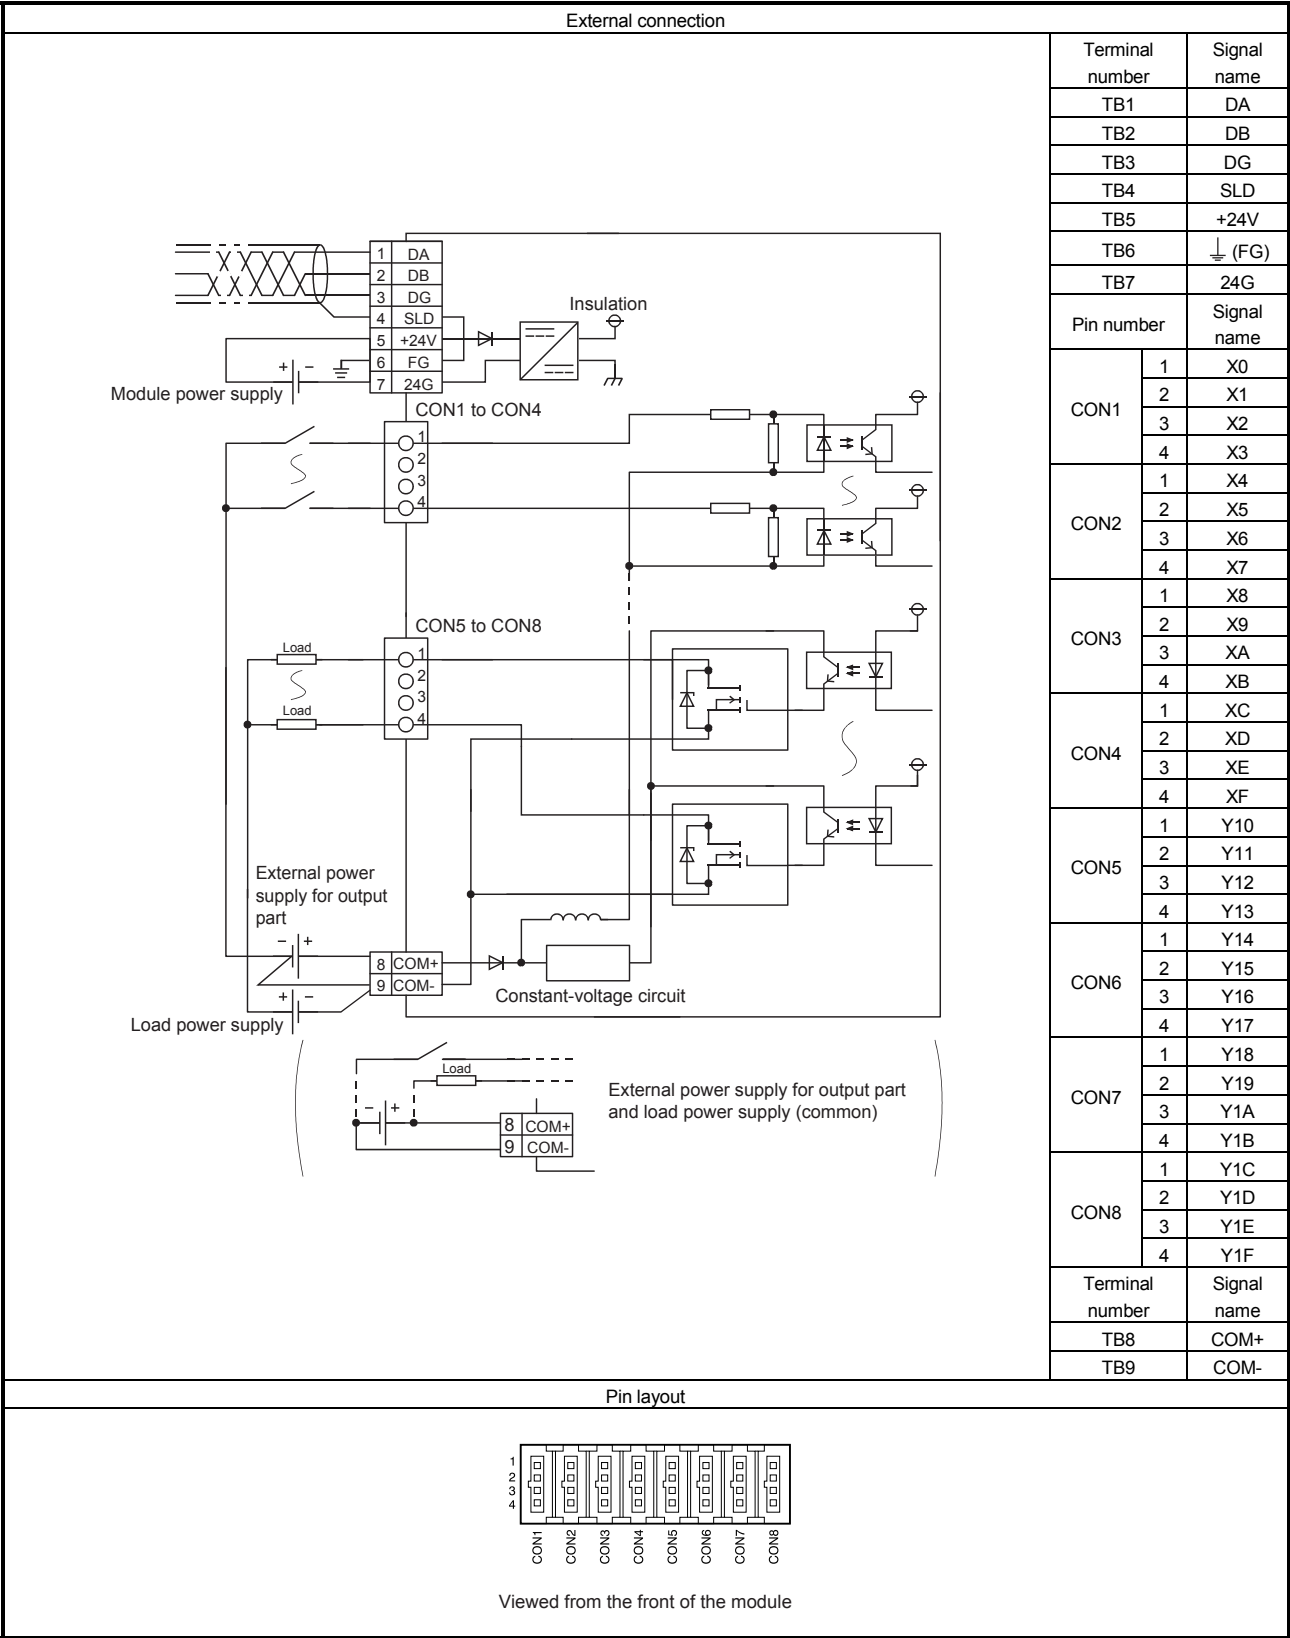 External connection
1 DA
2 DB
3 DG
4 SLD
5 +24V
6 FG
7 24G
Insulation
+ −
Module power supply
CON1 to CON4
1
2
3
4
CON5 to CON8
Load
1
2
3
Load
4
External power
supply for output
part
− +
8 COM+
9 COM-
+ −
Load power supply
Constant-voltage circuit
Load
− +
8 COM+
9 COM-
External power supply for output part
and load power supply (common)
Terminal number Signal name
TB1 DA
TB2 DB
TB3 DG
TB4 SLD
TB5 +24V
TB6 ⏚ (FG)
TB7 24G
Pin number Signal name
CON1 1 X0
2 X1
3 X2
4 X3
CON2 1 X4
2 X5
3 X6
4 X7
CON3 1 X8
2 X9
3 XA
4 XB
CON4 1 XC
2 XD
3 XE
4 XF
CON5 1 Y10
2 Y11
3 Y12
4 Y13
CON6 1 Y14
2 Y15
3 Y16
4 Y17
CON7 1 Y18
2 Y19
3 Y1A
4 Y1B
CON8 1 Y1C
2 Y1D
3 Y1E
4 Y1F
Terminal number Signal name
TB8 COM+
TB9 COM-
Pin layout
1
2
3
4
CON1 CON2 CON3 CON4 CON5 CON6 CON7 CON8
Viewed from the front of the module